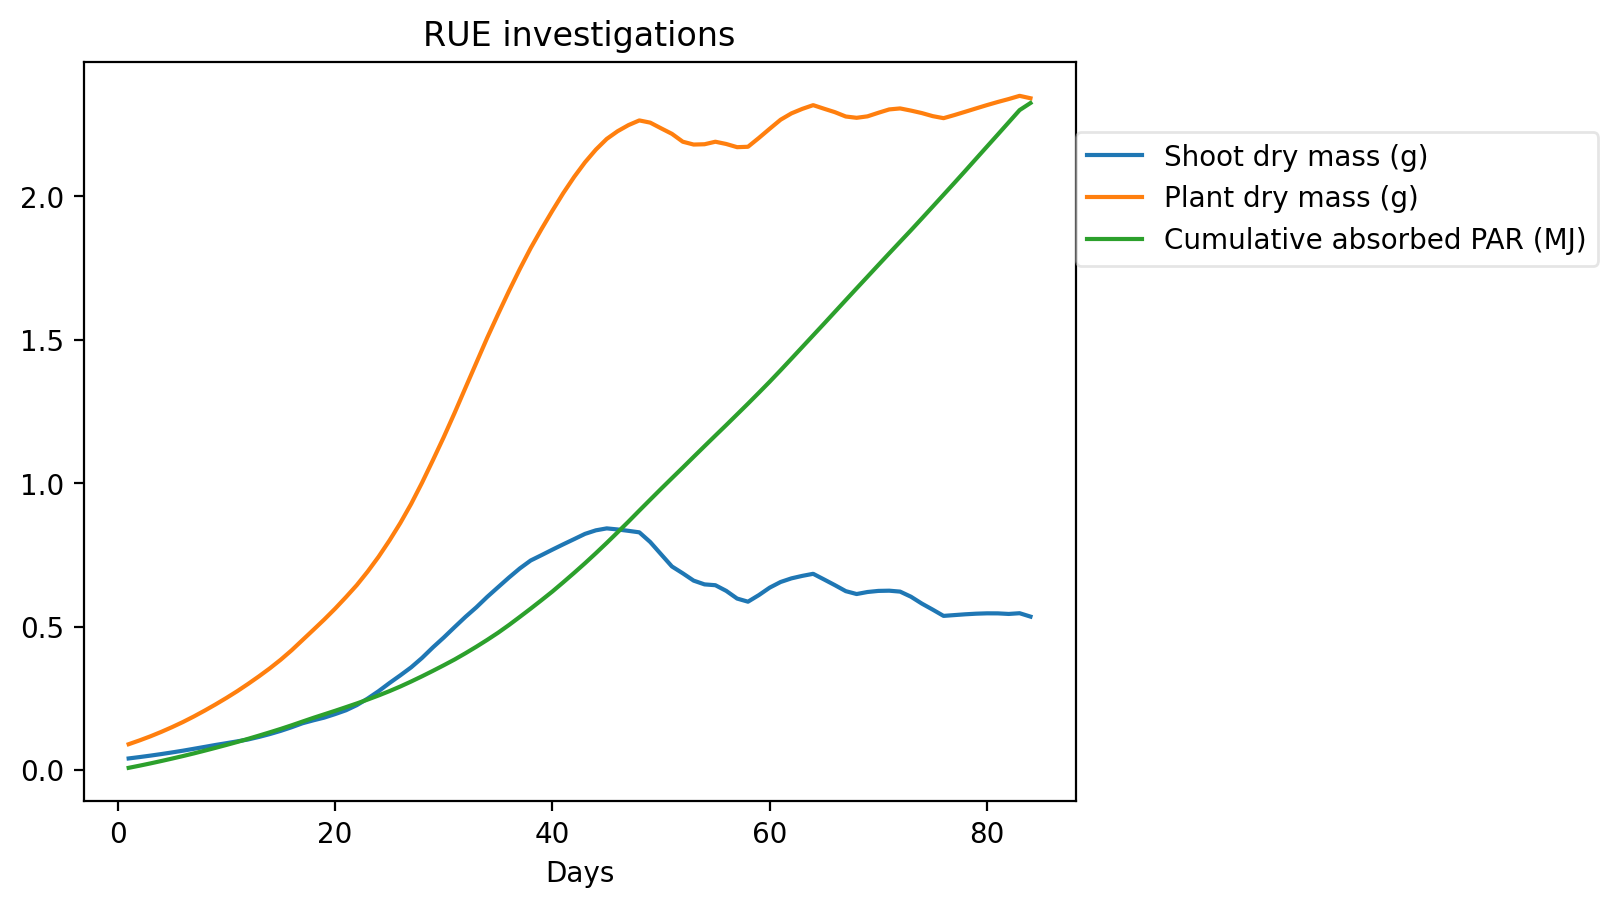 RUE investigations
2.0
1.5
1.0
0.5
0.0
0
20
40
60
80
Days
Shoot dry mass (g)
Plant dry mass (g)
Cumulative absorbed PAR (MJ)